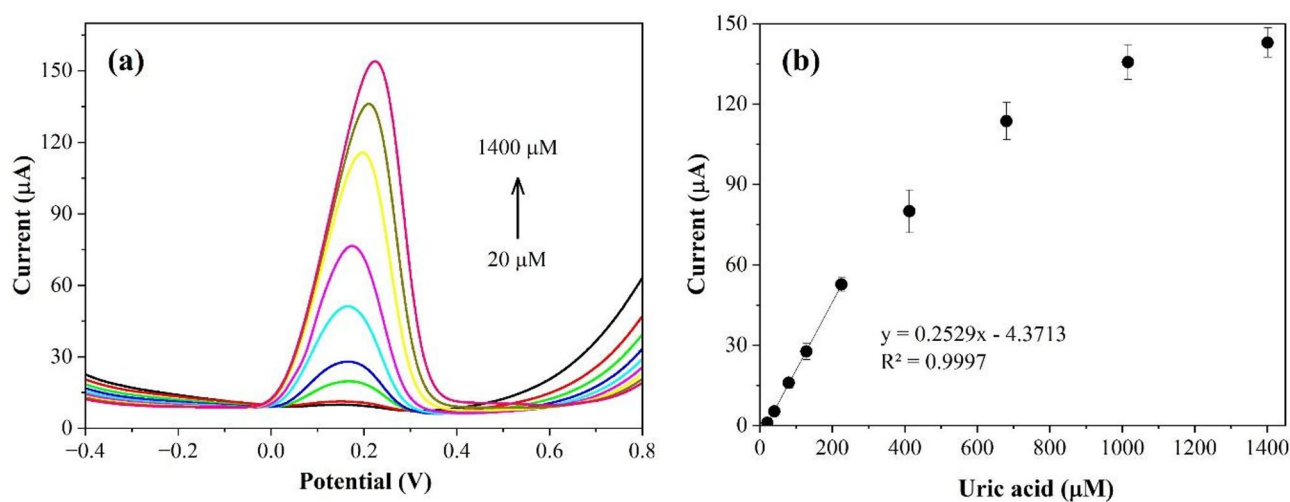 (a)
150
120
90
60
30
0
Current (μA)
1400 μM
20 μM
−0.4
−0.2
0.0
0.2
0.4
0.6
0.8
Potential (V)
(b)
150
120
90
60
30
0
Current (μA)
y = 0.2529x - 4.3713
R² = 0.9997
0
200
400
600
800
1000
1200
1400
Uric acid (μM)